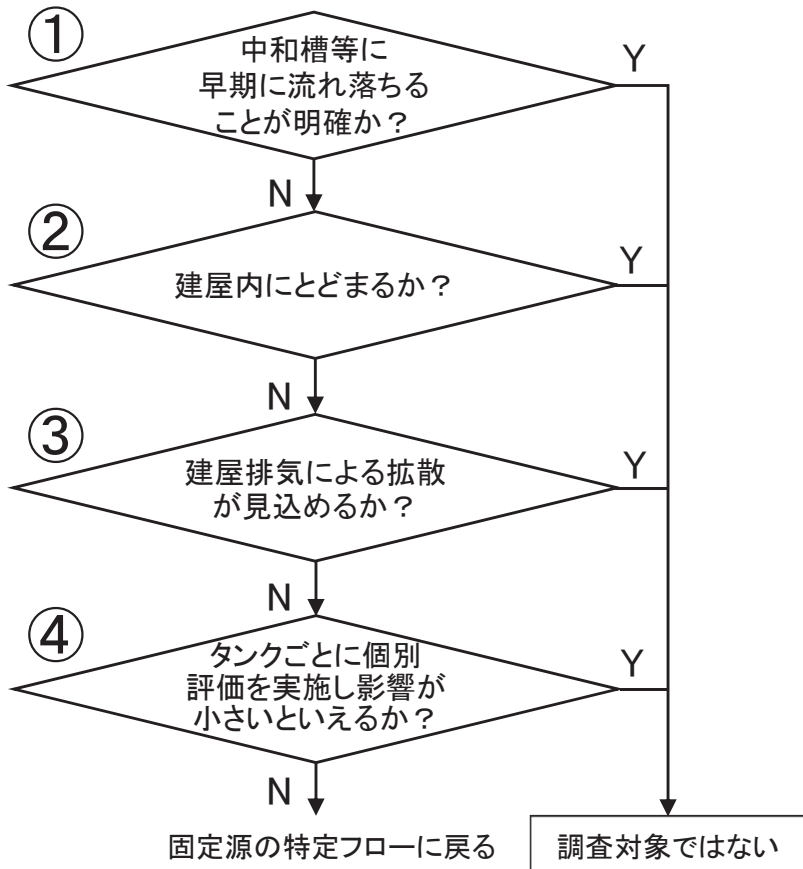 ①
中和槽等に
早期に流れ落ちる
ことが明確か？
Y
N
②
建屋内にとどまるか？
Y
N
③
建屋排気による拡散
が見込めるか？
Y
N
④
タンクごとに個別
評価を実施し影響が
小さいといえるか？
Y
N
固定源の特定フローに戻る
調査対象ではない